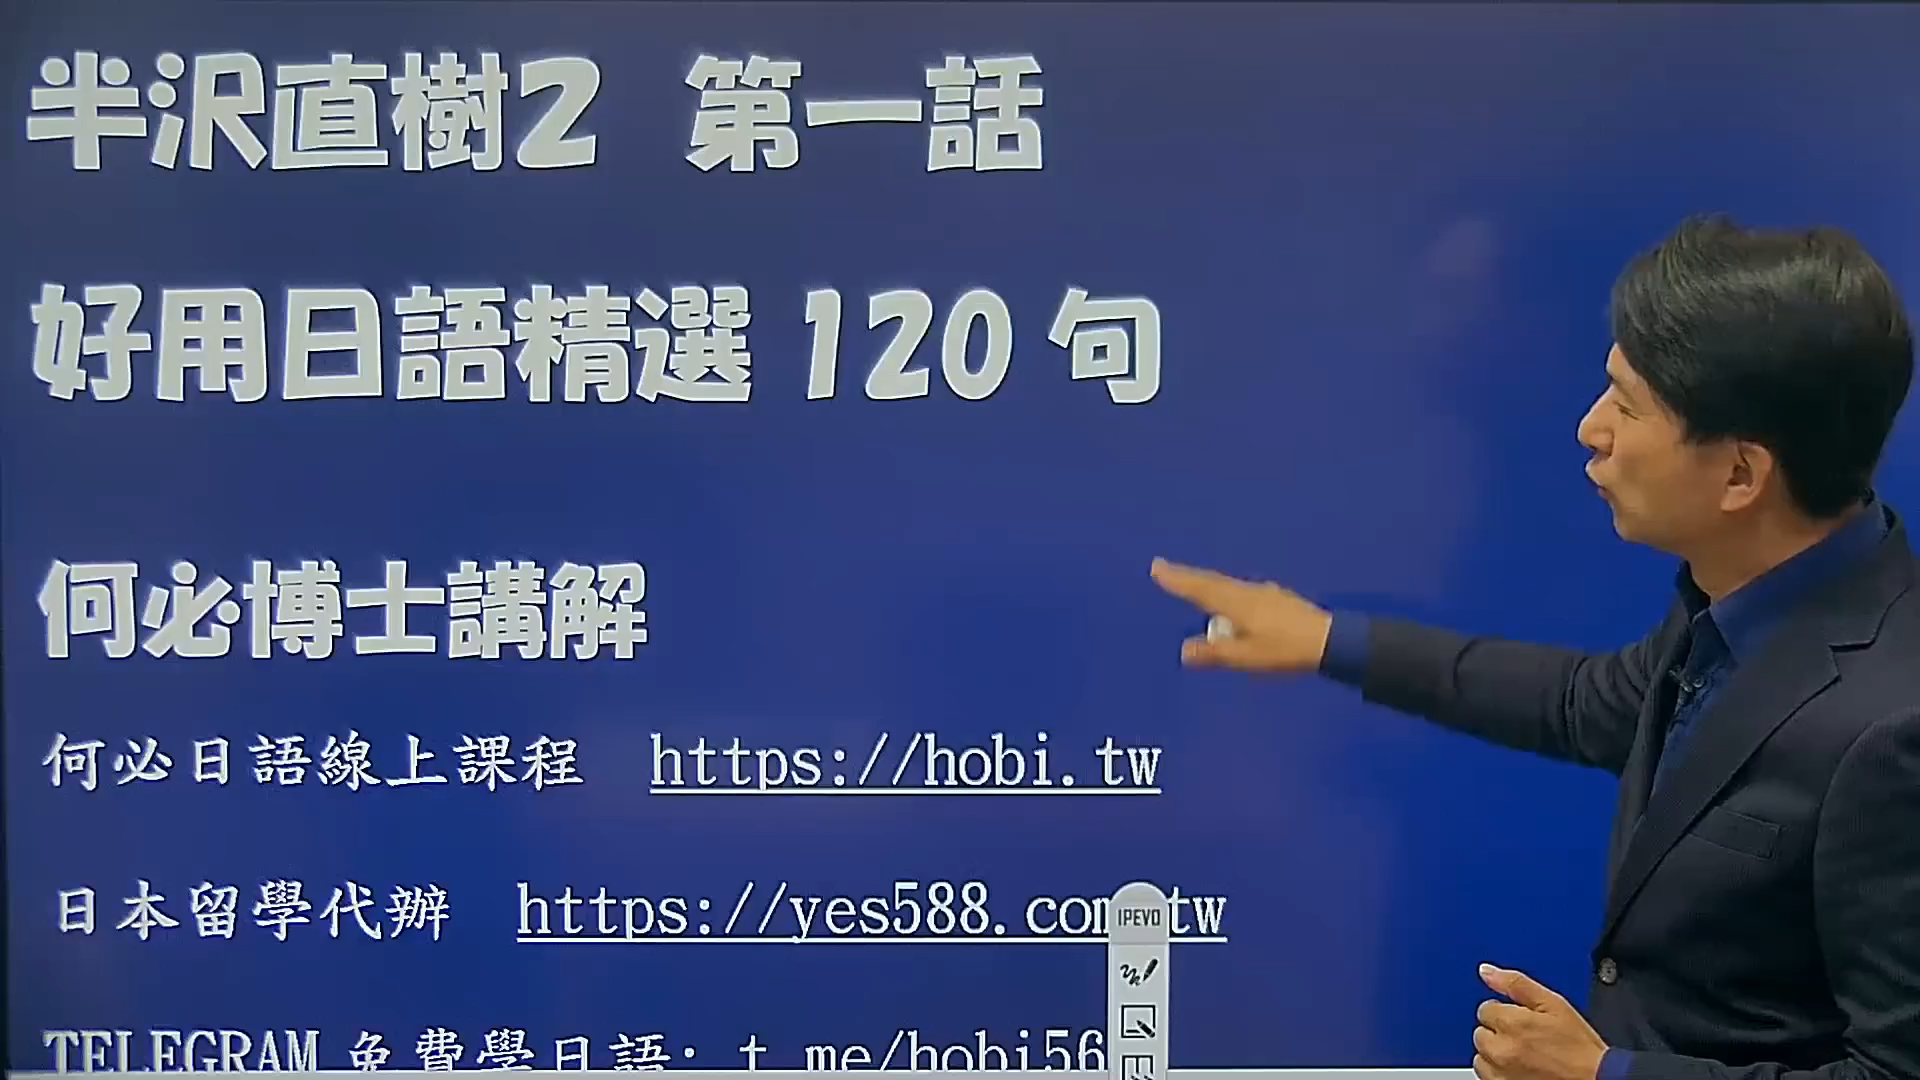 半沢直樹2 第一話
好用日語精選 120 句
何必博士講解
何必日語線上課程 https://hobi.tw
日本留學代辦 https://yes588.com.tw
IPEVO
TELEGRAM 免費學日語: t.me/hobi56